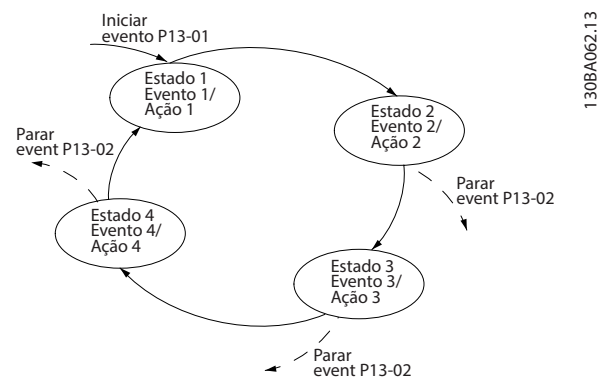 Iniciar
evento P13-01
130BA062.13
Estado 1
Evento 1/
Ação 1
Estado 2
Evento 2/
Ação 2
Parar
event P13-02
Parar
event P13-02
Estado 4
Evento 4/
Ação 4
Estado 3
Evento 3/
Ação 3
Parar
event P13-02